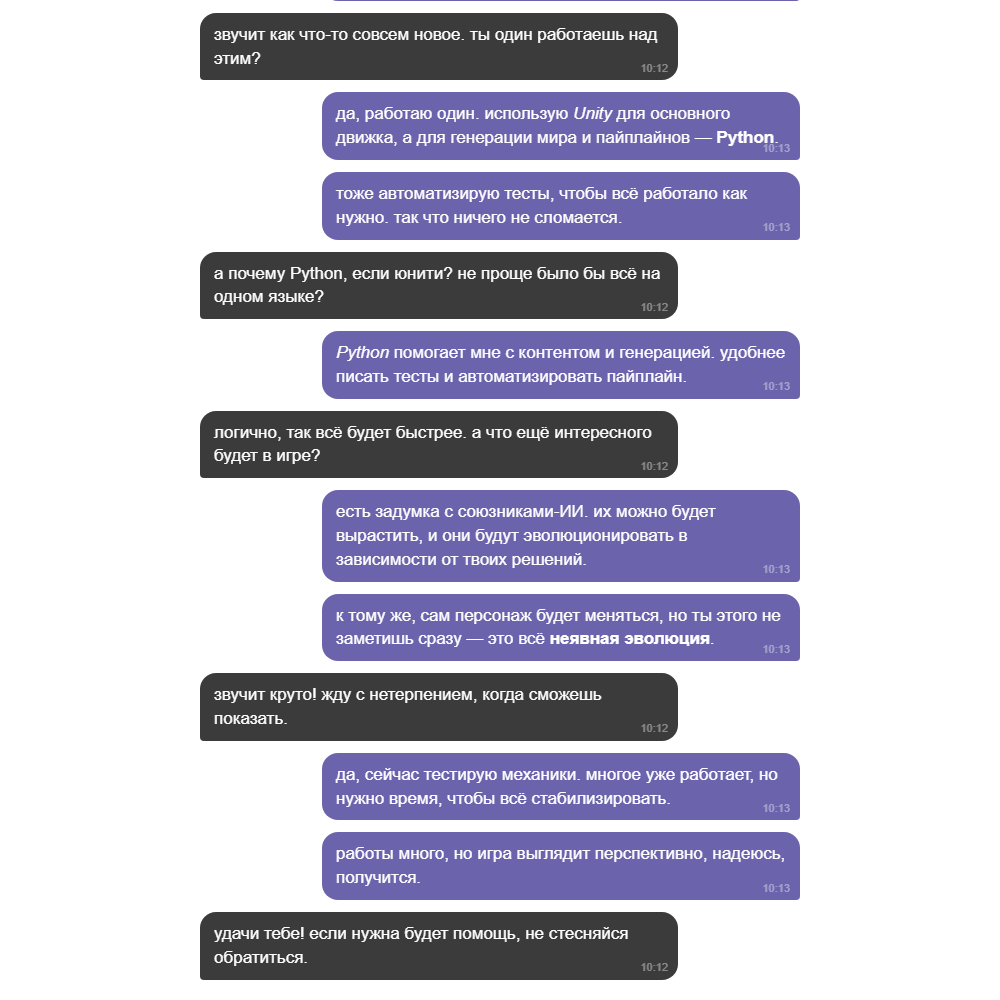 звучит как что-то совсем новое. ты один работаешь над
этим?
10:12
да, работаю один. использую Unity для основного
движка, а для генерации мира и пайплайнов — Python.
10:13
тоже автоматизирую тесты, чтобы всё работало как
нужно. так что ничего не сломается.
10:13
а почему Python, если юнити? не проще было бы всё на
одном языке?
10:12
Python помогает мне с контентом и генерацией. удобнее
писать тесты и автоматизировать пайплайн.
10:13
логично, так всё будет быстрее. а что ещё интересного
будет в игре?
10:12
есть задумка с союзниками-ИИ. их можно будет
вырастить, и они будут эволюционировать в
зависимости от твоих решений.
10:13
к тому же, сам персонаж будет меняться, но ты этого не
заметишь сразу — это всё неявная эволюция.
10:13
звучит круто! жду с нетерпением, когда сможешь
показать.
10:12
да, сейчас тестирую механики. многое уже работает, но
нужно время, чтобы всё стабилизировать.
10:13
работы много, но игра выглядит перспективно, надеюсь,
получится.
10:13
удачи тебе! если нужна будет помощь, не стесняйся
обратиться.
10:12